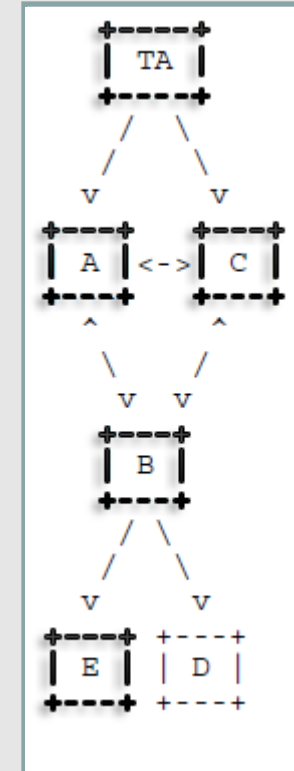 +-----+
| TA |
+-----+
/ \
/ \
v v
+----+ +----+
| A |<->| C |
+----+ +----+
^ ^
\ /
v v
+----+
| B |
+----+
/ \
/ \
v v
+----+ +---+
| E | | D |
+----+ +---+